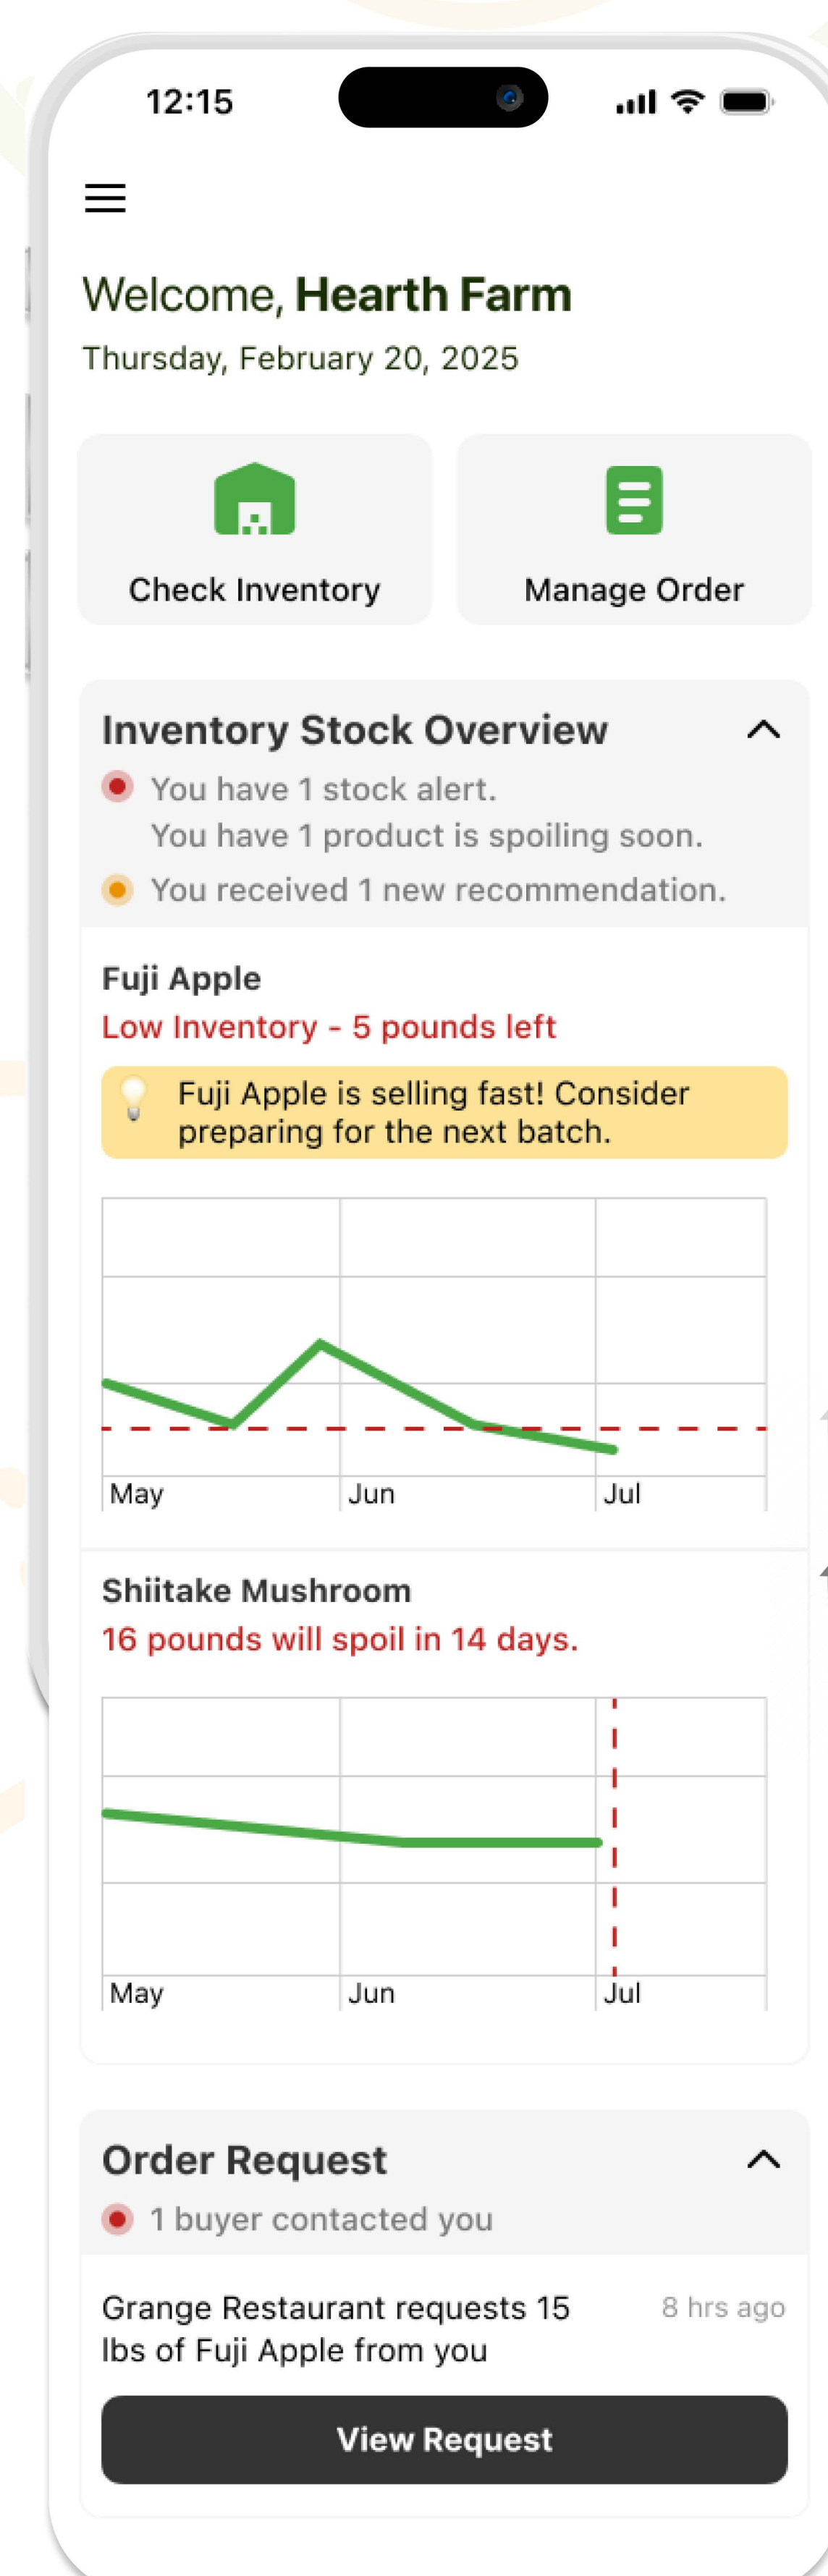 12:15
Welcome, Hearth Farm
Thursday, February 20, 2025
Check Inventory
Manage Order
Inventory Stock Overview
You have 1 stock alert.
You have 1 product is spoiling soon.
You received 1 new recommendation.
Fuji Apple
Low Inventory - 5 pounds left
Fuji Apple is selling fast! Consider
preparing for the next batch.
May Jun Jul
Shiitake Mushroom
16 pounds will spoil in 14 days.
May Jun Jul
Order Request
1 buyer contacted you
Grange Restaurant requests 15
lbs of Fuji Apple from you
8 hrs ago
View Request